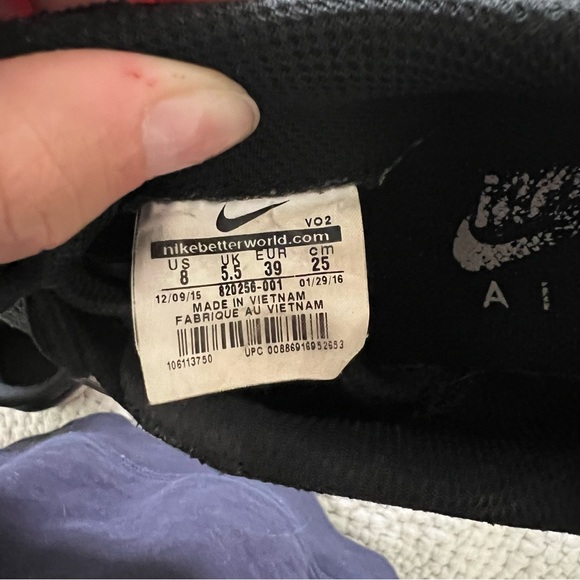 VO2
nikebetterworld.com
US UK EUR cm
8 5.5 39 25
12/09/15 820256-001 01/29/16
MADE IN VIETNAM
FABRIQUE AU VIETNAM
106113750 UPC 00886916952653